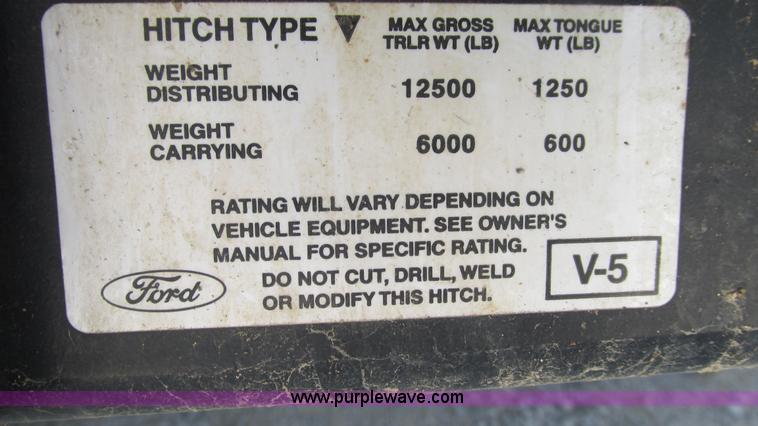 HITCH TYPE ▼ MAX GROSS TRLR WT (LB) MAX TONGUE WT (LB)
WEIGHT
DISTRIBUTING 12500 1250
WEIGHT
CARRYING 6000 600
RATING WILL VARY DEPENDING ON
VEHICLE EQUIPMENT. SEE OWNER'S
MANUAL FOR SPECIFIC RATING.
DO NOT CUT, DRILL, WELD
OR MODIFY THIS HITCH.
V-5
Ford
www.purplewave.com